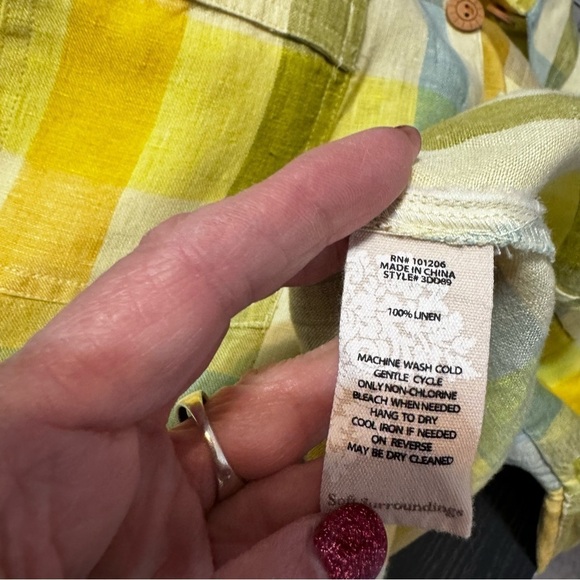 RN# 101206
MADE IN CHINA
STYLE# 3DD89
100% LINEN
MACHINE WASH COLD
GENTLE CYCLE
ONLY NON-CHLORINE
BLEACH WHEN NEEDED
HANG TO DRY
COOL IRON IF NEEDED
ON REVERSE
MAY BE DRY CLEANED
Soft Surroundings